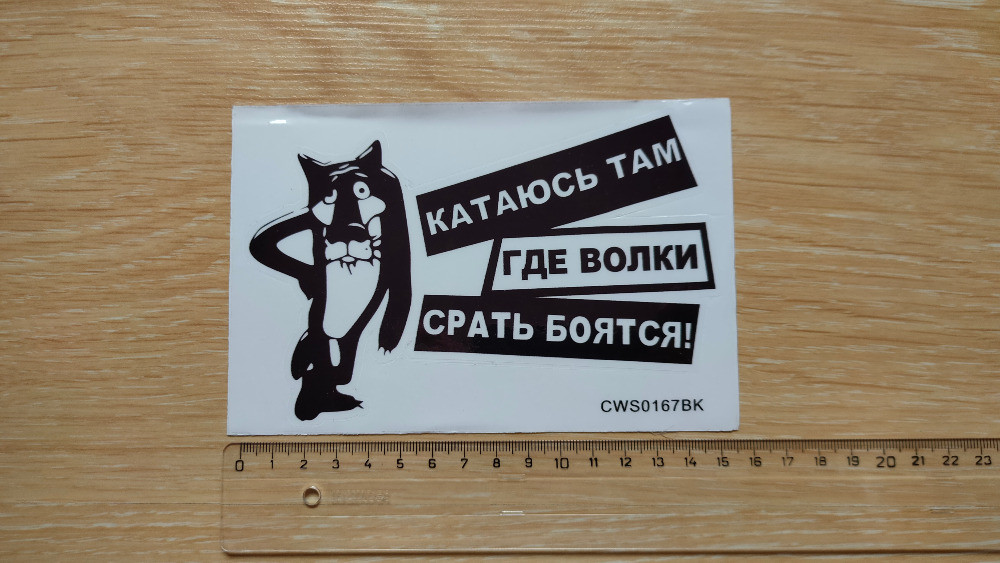 КАТАЮСЬ ТАМ
ГДЕ ВОЛКИ
СРАТЬ БОЯТСЯ!
CWS0167BK
0 1 2 3 4 5 6 7 8 9 10 11 12 13 14 15 16 17 18 19 20 21 22 23